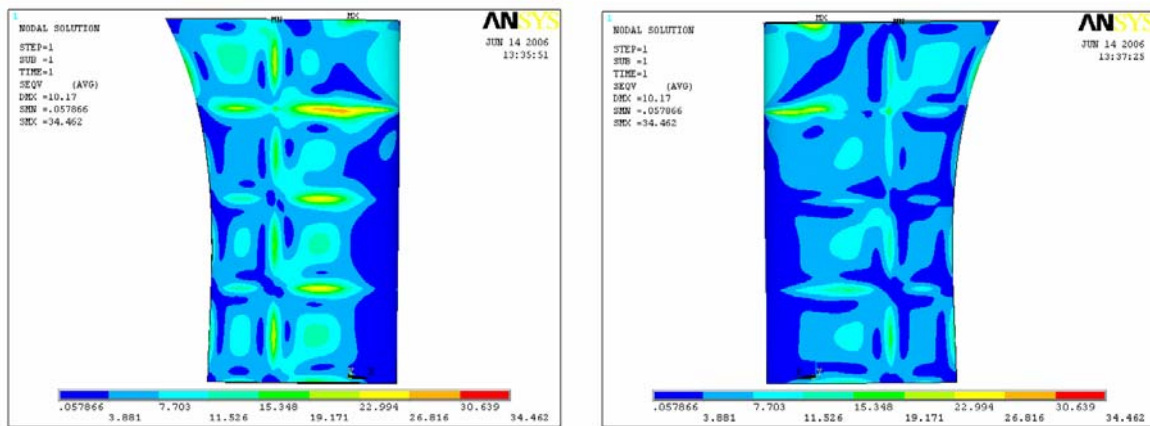 1
NODAL SOLUTION
STEP=1
SUB =1
TIME=1
SEQV (AVG)
DMX =10.17
SMN =.057866
SMX =34.462
MN
MX
ANSYS
JUN 14 2006
13:35:51
.057866
3.881
7.703
11.526
15.348
19.171
22.994
26.816
30.639
34.462
1
NODAL SOLUTION
STEP=1
SUB =1
TIME=1
SEQV (AVG)
DMX =10.17
SMN =.057866
SMX =34.462
MX
MN
ANSYS
JUN 14 2006
13:37:25
.057866
3.881
7.703
11.526
15.348
19.171
22.994
26.816
30.639
34.462